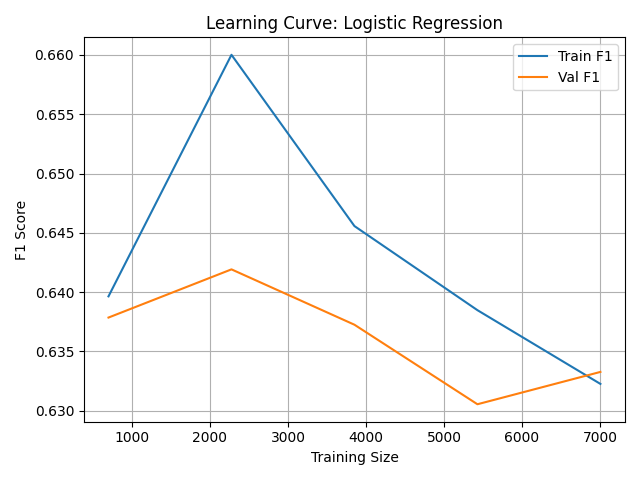 Learning Curve: Logistic Regression
Train F1
Val F1
F1 Score
0.660
0.655
0.650
0.645
0.640
0.635
0.630
1000 2000 3000 4000 5000 6000 7000
Training Size